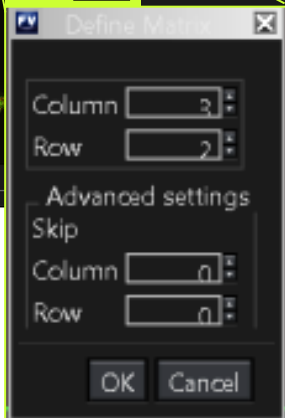 Define Matrix
Column 3
Row 2
Advanced settings
Skip
Column 0
Row 0
OK Cancel